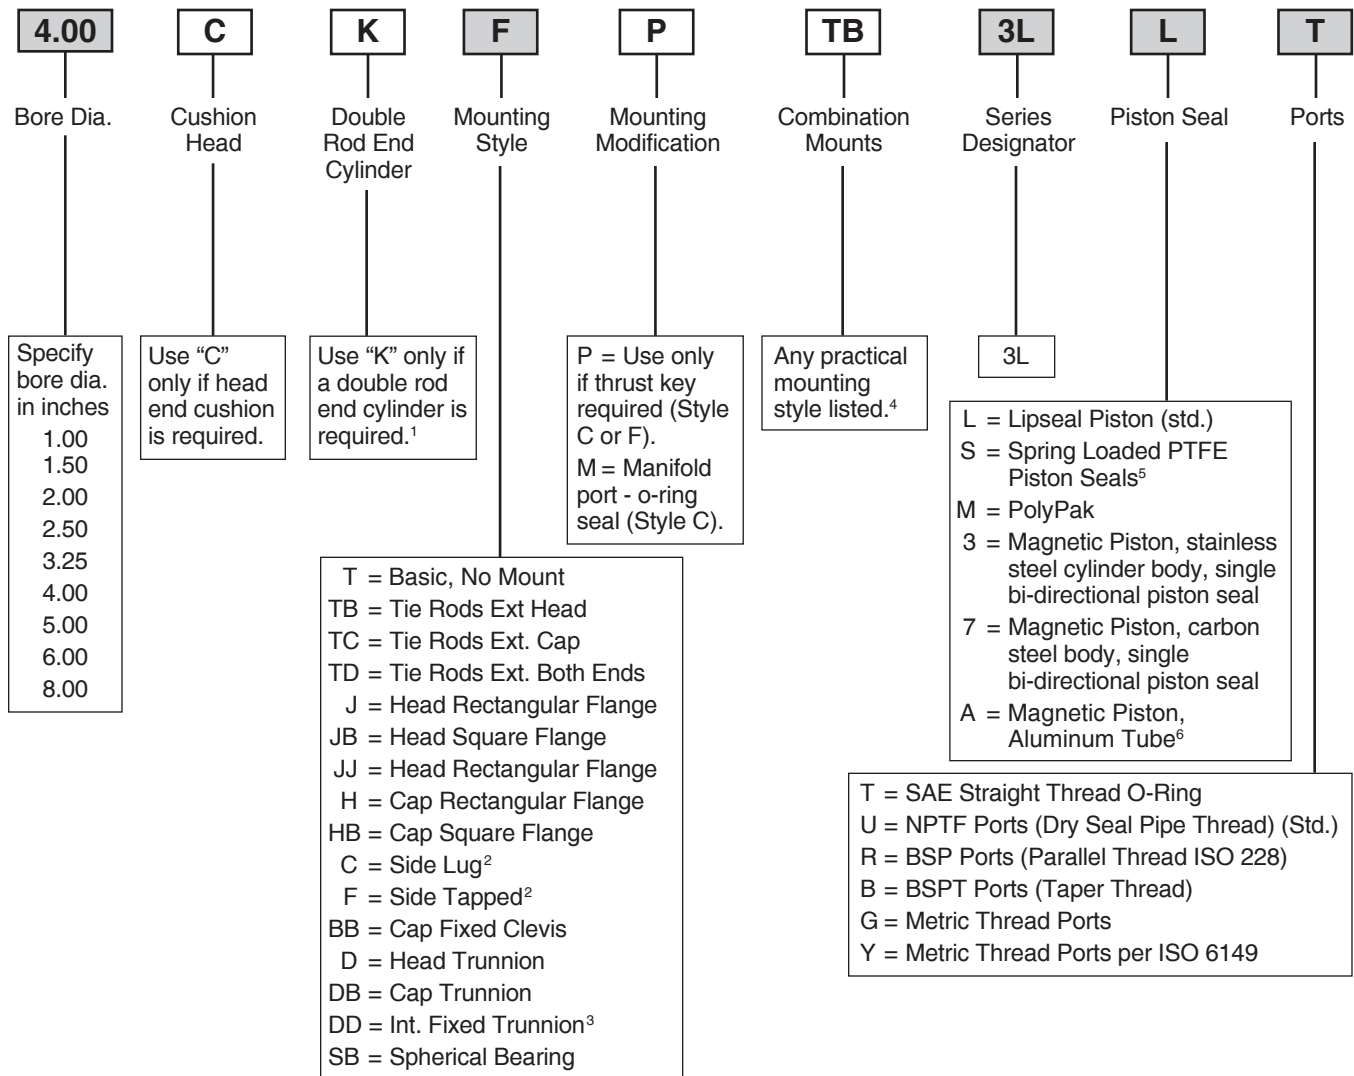 4.00 C K F P TB 3L L T
Bore Dia.
Cushion
Head
Double
Rod End
Cylinder
Mounting
Style
Mounting
Modification
Combination
Mounts
Series
Designator
Piston Seal
Ports
Specify
bore dia.
in inches
1.00
1.50
2.00
2.50
3.25
4.00
5.00
6.00
8.00
Use “C”
only if head
end cushion
is required.
Use “K” only if
a double rod
end cylinder is
required.¹
T = Basic, No Mount
TB = Tie Rods Ext Head
TC = Tie Rods Ext. Cap
TD = Tie Rods Ext. Both Ends
J = Head Rectangular Flange
JB = Head Square Flange
JJ = Head Rectangular Flange
H = Cap Rectangular Flange
HB = Cap Square Flange
C = Side Lug²
F = Side Tapped²
BB = Cap Fixed Clevis
D = Head Trunnion
DB = Cap Trunnion
DD = Int. Fixed Trunnion³
SB = Spherical Bearing
P = Use only
if thrust key
required (Style
C or F).
M = Manifold
port - o-ring
seal (Style C).
Any practical
mounting
style listed.⁴
3L
L = Lipseal Piston (std.)
S = Spring Loaded PTFE
Piston Seals⁵
M = PolyPak
3 = Magnetic Piston, stainless
steel cylinder body, single
bi-directional piston seal
7 = Magnetic Piston, carbon
steel body, single
bi-directional piston seal
A = Magnetic Piston,
Aluminum Tube⁶
T = SAE Straight Thread O-Ring
U = NPTF Ports (Dry Seal Pipe Thread) (Std.)
R = BSP Ports (Parallel Thread ISO 228)
B = BSPT Ports (Taper Thread)
G = Metric Thread Ports
Y = Metric Thread Ports per ISO 6149